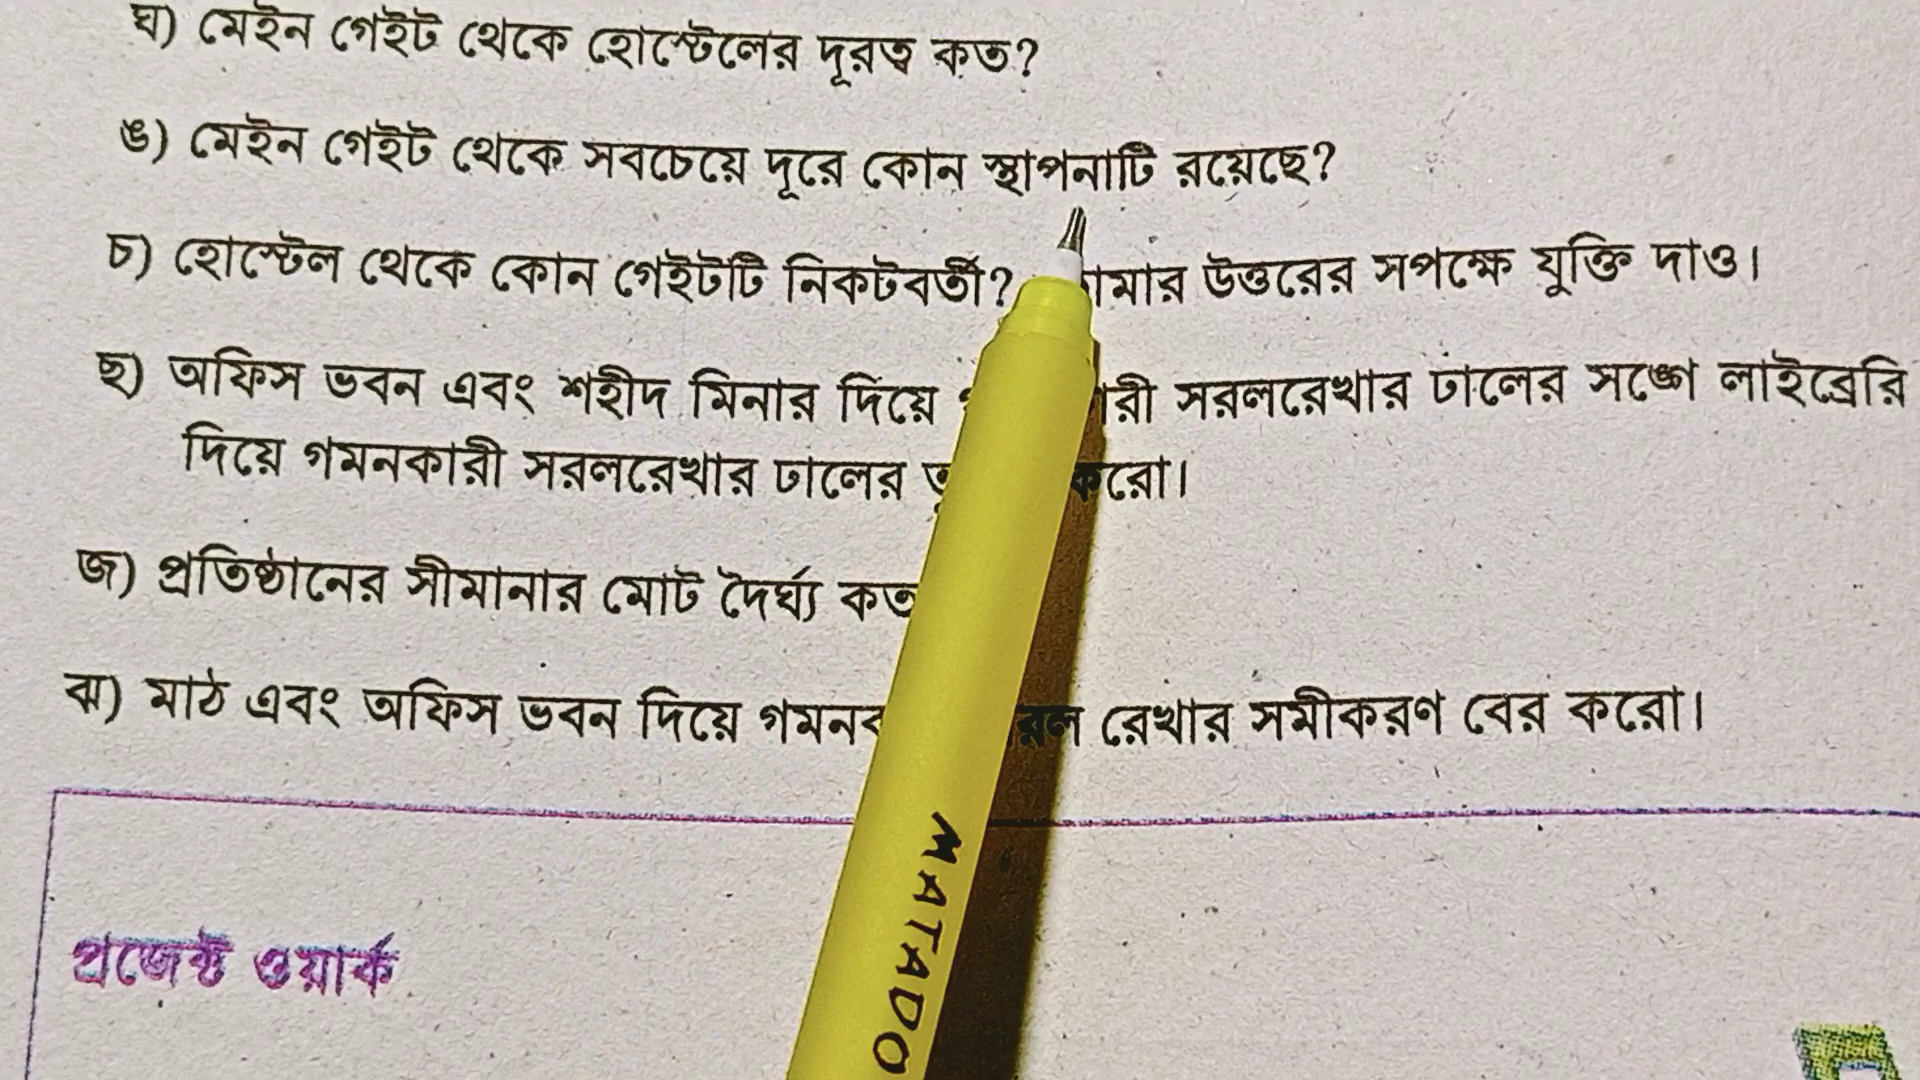 ঘ) মেইন গেইট থেকে হোস্টেলের দূরত্ব কত?
ঙ) মেইন গেইট থেকে সবচেয়ে দূরে কোন স্থাপনাটি রয়েছে?
চ) হোস্টেল থেকে কোন গেইটটি নিকটবর্তী? উত্তরের সপক্ষে যুক্তি দাও।
ছ) অফিস ভবন এবং শহীদ মিনার দিয়ে সরলরেখার ঢালের সঙ্গে লাইব্রেরি
দিয়ে গমনকারী সরলরেখার ঢালের করো।
জ) প্রতিষ্ঠানের সীমানার মোট দৈর্ঘ্য কত
ঝ) মাঠ এবং অফিস ভবন দিয়ে রেখার সমীকরণ বের করো।
প্রজেক্ট ওয়ার্ক
MATADO